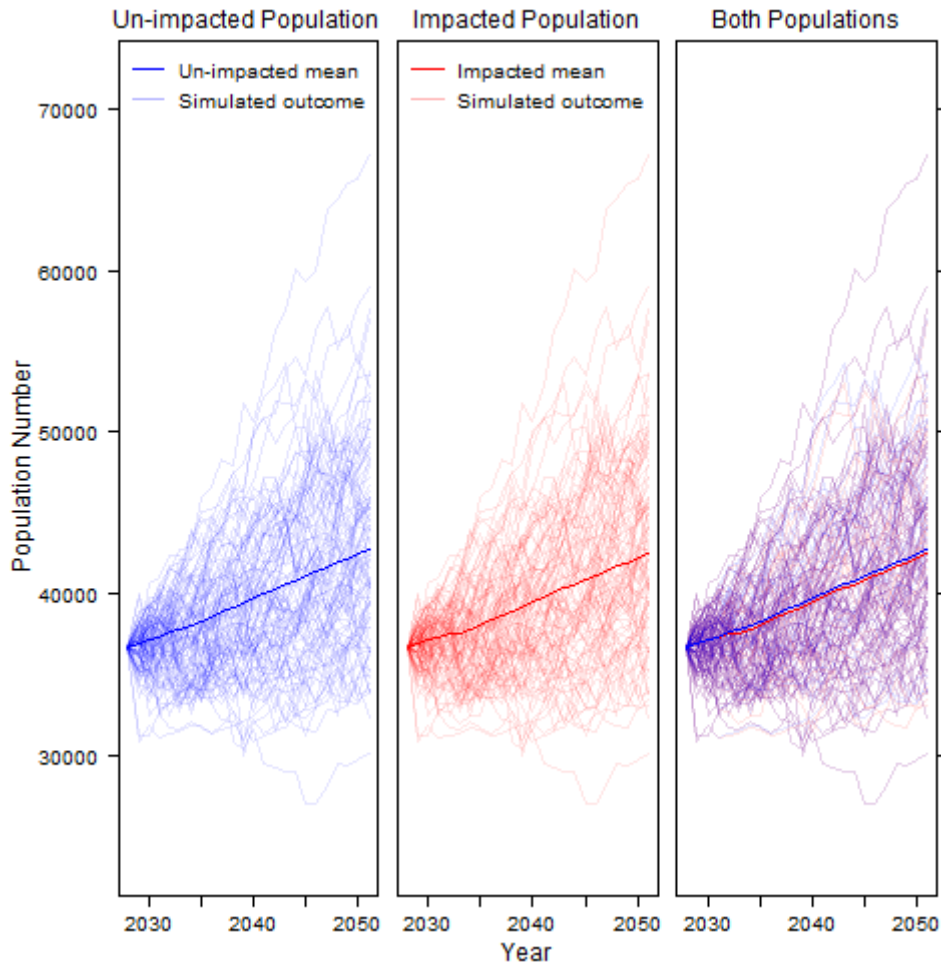 Un-impacted Population
Impacted Population
Both Populations
Un-impacted mean
Simulated outcome
Impacted mean
Simulated outcome
70000
60000
50000
40000
30000
Population Number
2030 2040 2050
2030 2040 2050
2030 2040 2050
Year